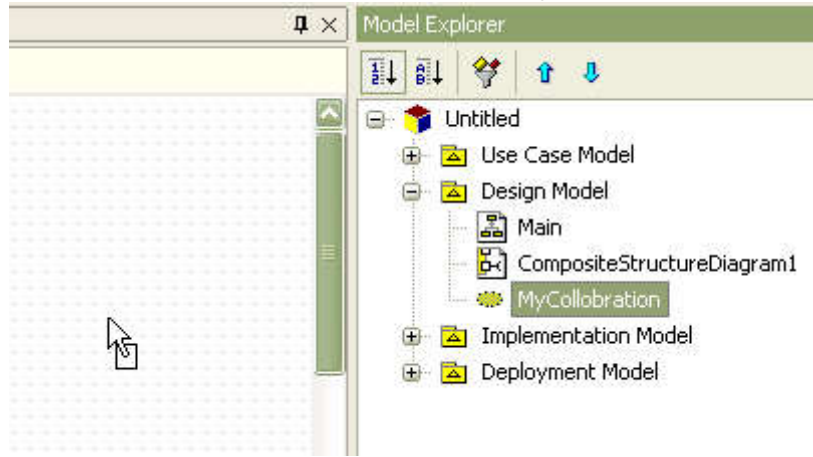 Model Explorer
Untitled
Use Case Model
Design Model
Main
CompositeStructureDiagram1
MyCollobration
Implementation Model
Deployment Model